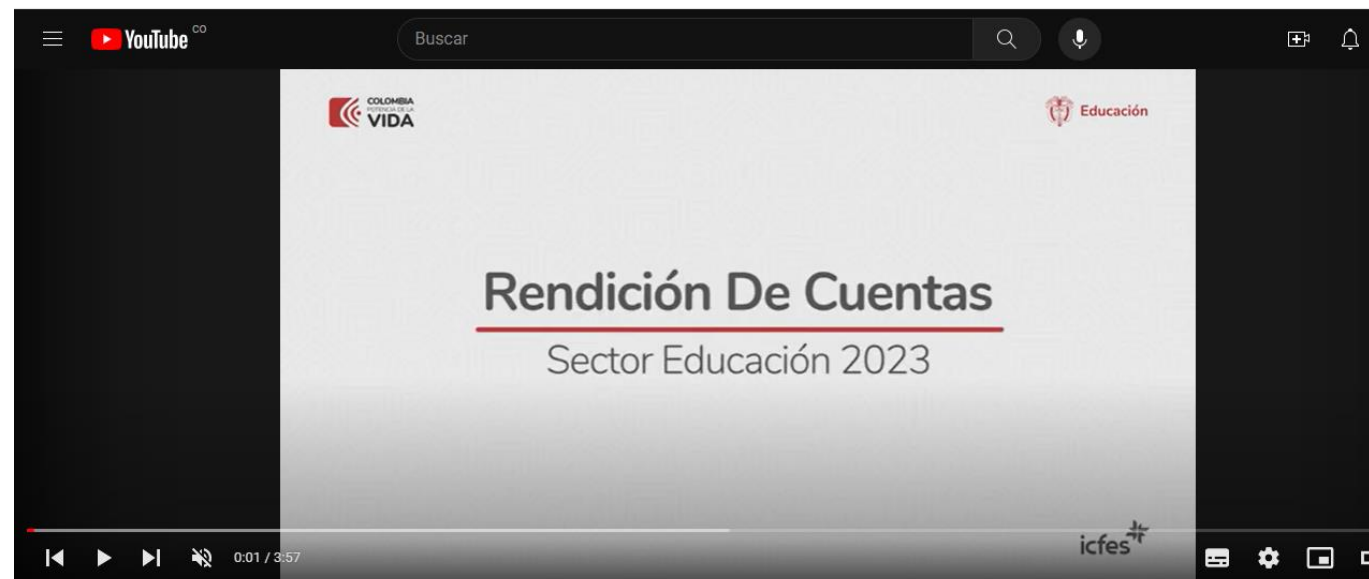 YouTube CO
Buscar
COLOMBIA
POTENCIA DE LA
VIDA
Educación
Rendición De Cuentas
Sector Educación 2023
icfes
0:01 / 3:57